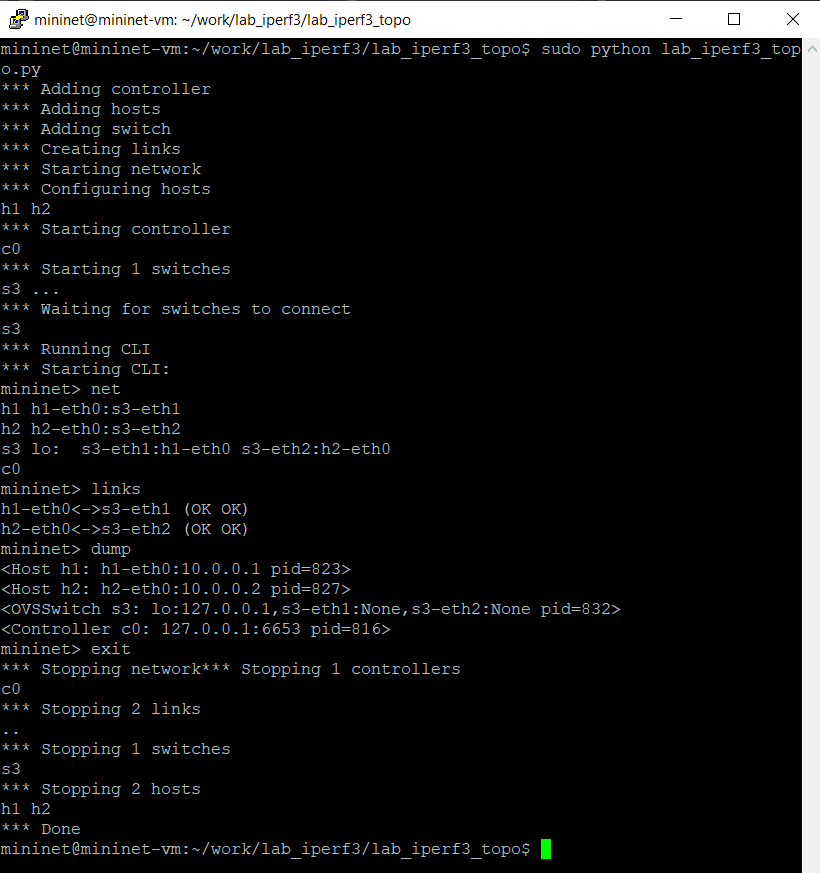 mininet@mininet-vm: ~/work/lab_iperf3/lab_iperf3_topo
mininet@mininet-vm:~/work/lab_iperf3/lab_iperf3_topo$ sudo python lab_iperf3_top
o.py
*** Adding controller
*** Adding hosts
*** Adding switch
*** Creating links
*** Starting network
*** Configuring hosts
h1 h2
*** Starting controller
c0
*** Starting 1 switches
s3 ...
*** Waiting for switches to connect
s3
*** Running CLI
*** Starting CLI:
mininet> net
h1 h1-eth0:s3-eth1
h2 h2-eth0:s3-eth2
s3 lo:  s3-eth1:h1-eth0 s3-eth2:h2-eth0
c0
mininet> links
h1-eth0<->s3-eth1 (OK OK)
h2-eth0<->s3-eth2 (OK OK)
mininet> dump
<Host h1: h1-eth0:10.0.0.1 pid=823>
<Host h2: h2-eth0:10.0.0.2 pid=827>
<OVSSwitch s3: lo:127.0.0.1,s3-eth1:None,s3-eth2:None pid=832>
<Controller c0: 127.0.0.1:6653 pid=816>
mininet> exit
*** Stopping network*** Stopping 1 controllers
c0
*** Stopping 2 links
..
*** Stopping 1 switches
s3
*** Stopping 2 hosts
h1 h2
*** Done
mininet@mininet-vm:~/work/lab_iperf3/lab_iperf3_topo$